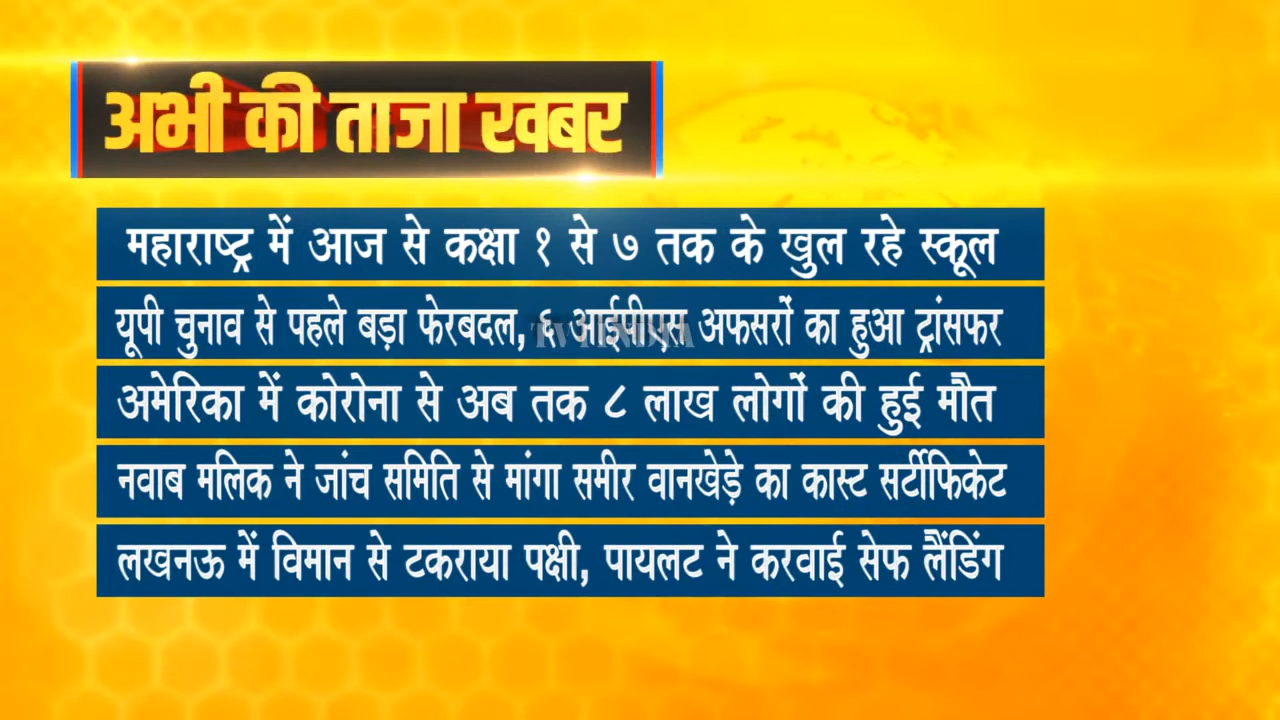 अभी की ताजा खबर
महाराष्ट्र में आज से कक्षा १ से ७ तक के खुल रहे स्कूल
यूपी चुनाव से पहले बड़ा फेरबदल, ६ आईपीएस अफसरों का हुआ ट्रांसफर
अमेरिका में कोरोना से अब तक ८ लाख लोगों की हुई मौत
नवाब मलिक ने जांच समिति से मांगा समीर वानखेड़े का कास्ट सर्टीफिकेट
लखनऊ में विमान से टकराया पक्षी, पायलट ने करवाई सेफ लैंडिंग